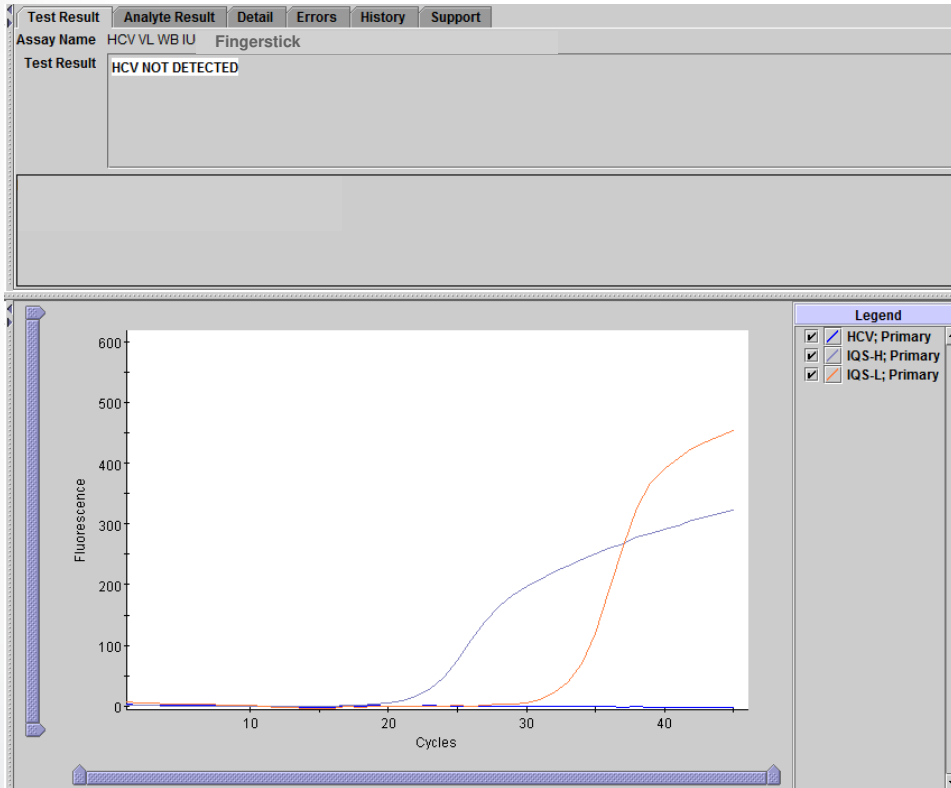 Test Result Analyte Result Detail Errors History Support
Assay Name HCV VL WB IU Fingerstick
Test Result HCV NOT DETECTED
Legend
HCV; Primary
IQS-H; Primary
IQS-L; Primary
600
500
400
300
200
100
0
Fluorescence
10 20 30 40
Cycles